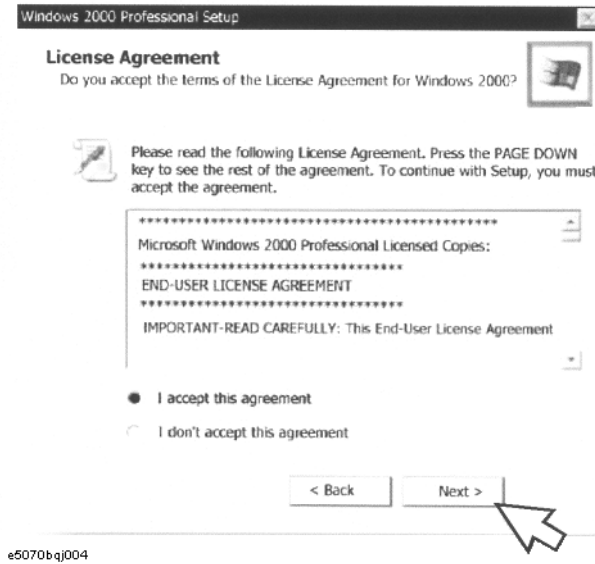 Windows 2000 Professional Setup
License Agreement
Do you accept the terms of the License Agreement for Windows 2000?
Please read the following License Agreement. Press the PAGE DOWN
key to see the rest of the agreement. To continue with Setup, you must
accept the agreement.
*********************************************
Microsoft Windows 2000 Professional Licensed Copies:
*********************************
END-USER LICENSE AGREEMENT
*********************************
IMPORTANT-READ CAREFULLY: This End-User License Agreement
I accept this agreement
I don't accept this agreement
< Back
Next >
e5070bqj004